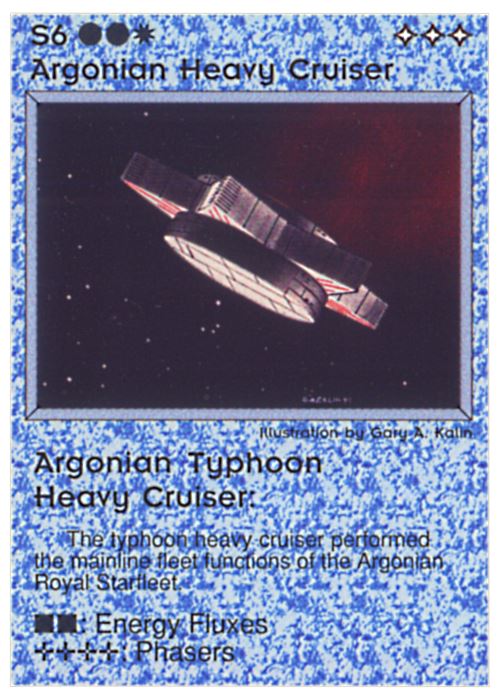 S6
Argonian Heavy Cruiser
Illustration by Gary A. Kalin
Argonian Typhoon
Heavy Cruiser:
The typhoon heavy cruiser performed
the mainline fleet functions of the Argonian
Royal Starfleet.
: Energy Fluxes
: Phasers